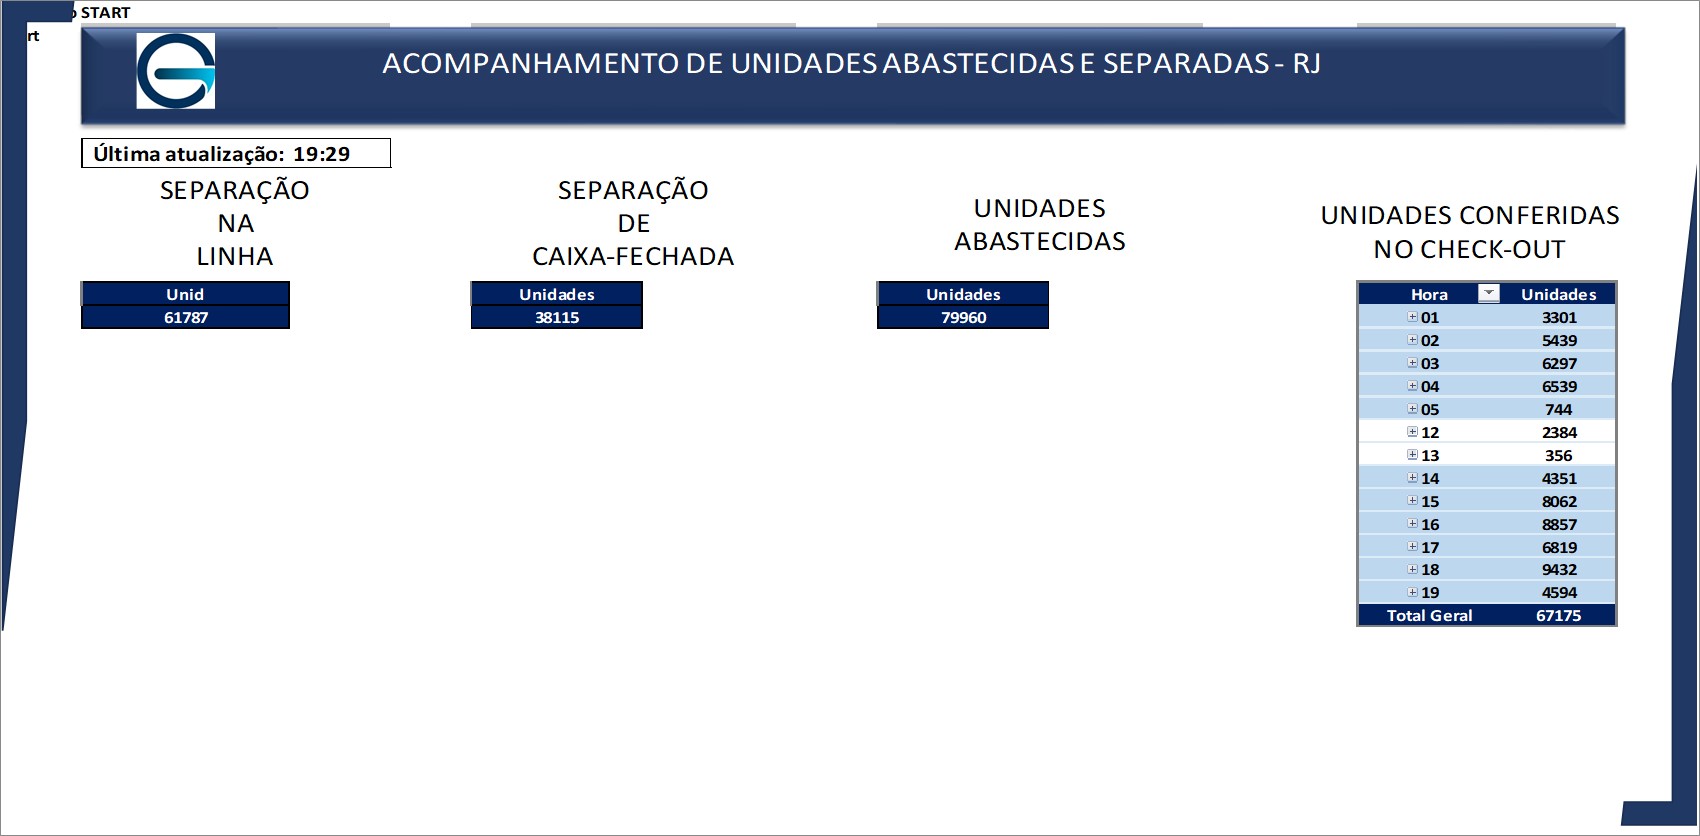 START
rt
ACOMPANHAMENTO DE UNIDADES ABASTECIDAS E SEPARADAS - RJ
Última atualização: 19:29
SEPARAÇÃO
NA
LINHA
Unid
61787
SEPARAÇÃO
DE
CAIXA-FECHADA
Unidades
38115
UNIDADES
ABASTECIDAS
Unidades
79960
UNIDADES CONFERIDAS
NO CHECK-OUT
Hora Unidades
01 3301
02 5439
03 6297
04 6539
05 744
12 2384
13 356
14 4351
15 8062
16 8857
17 6819
18 9432
19 4594
Total Geral 67175